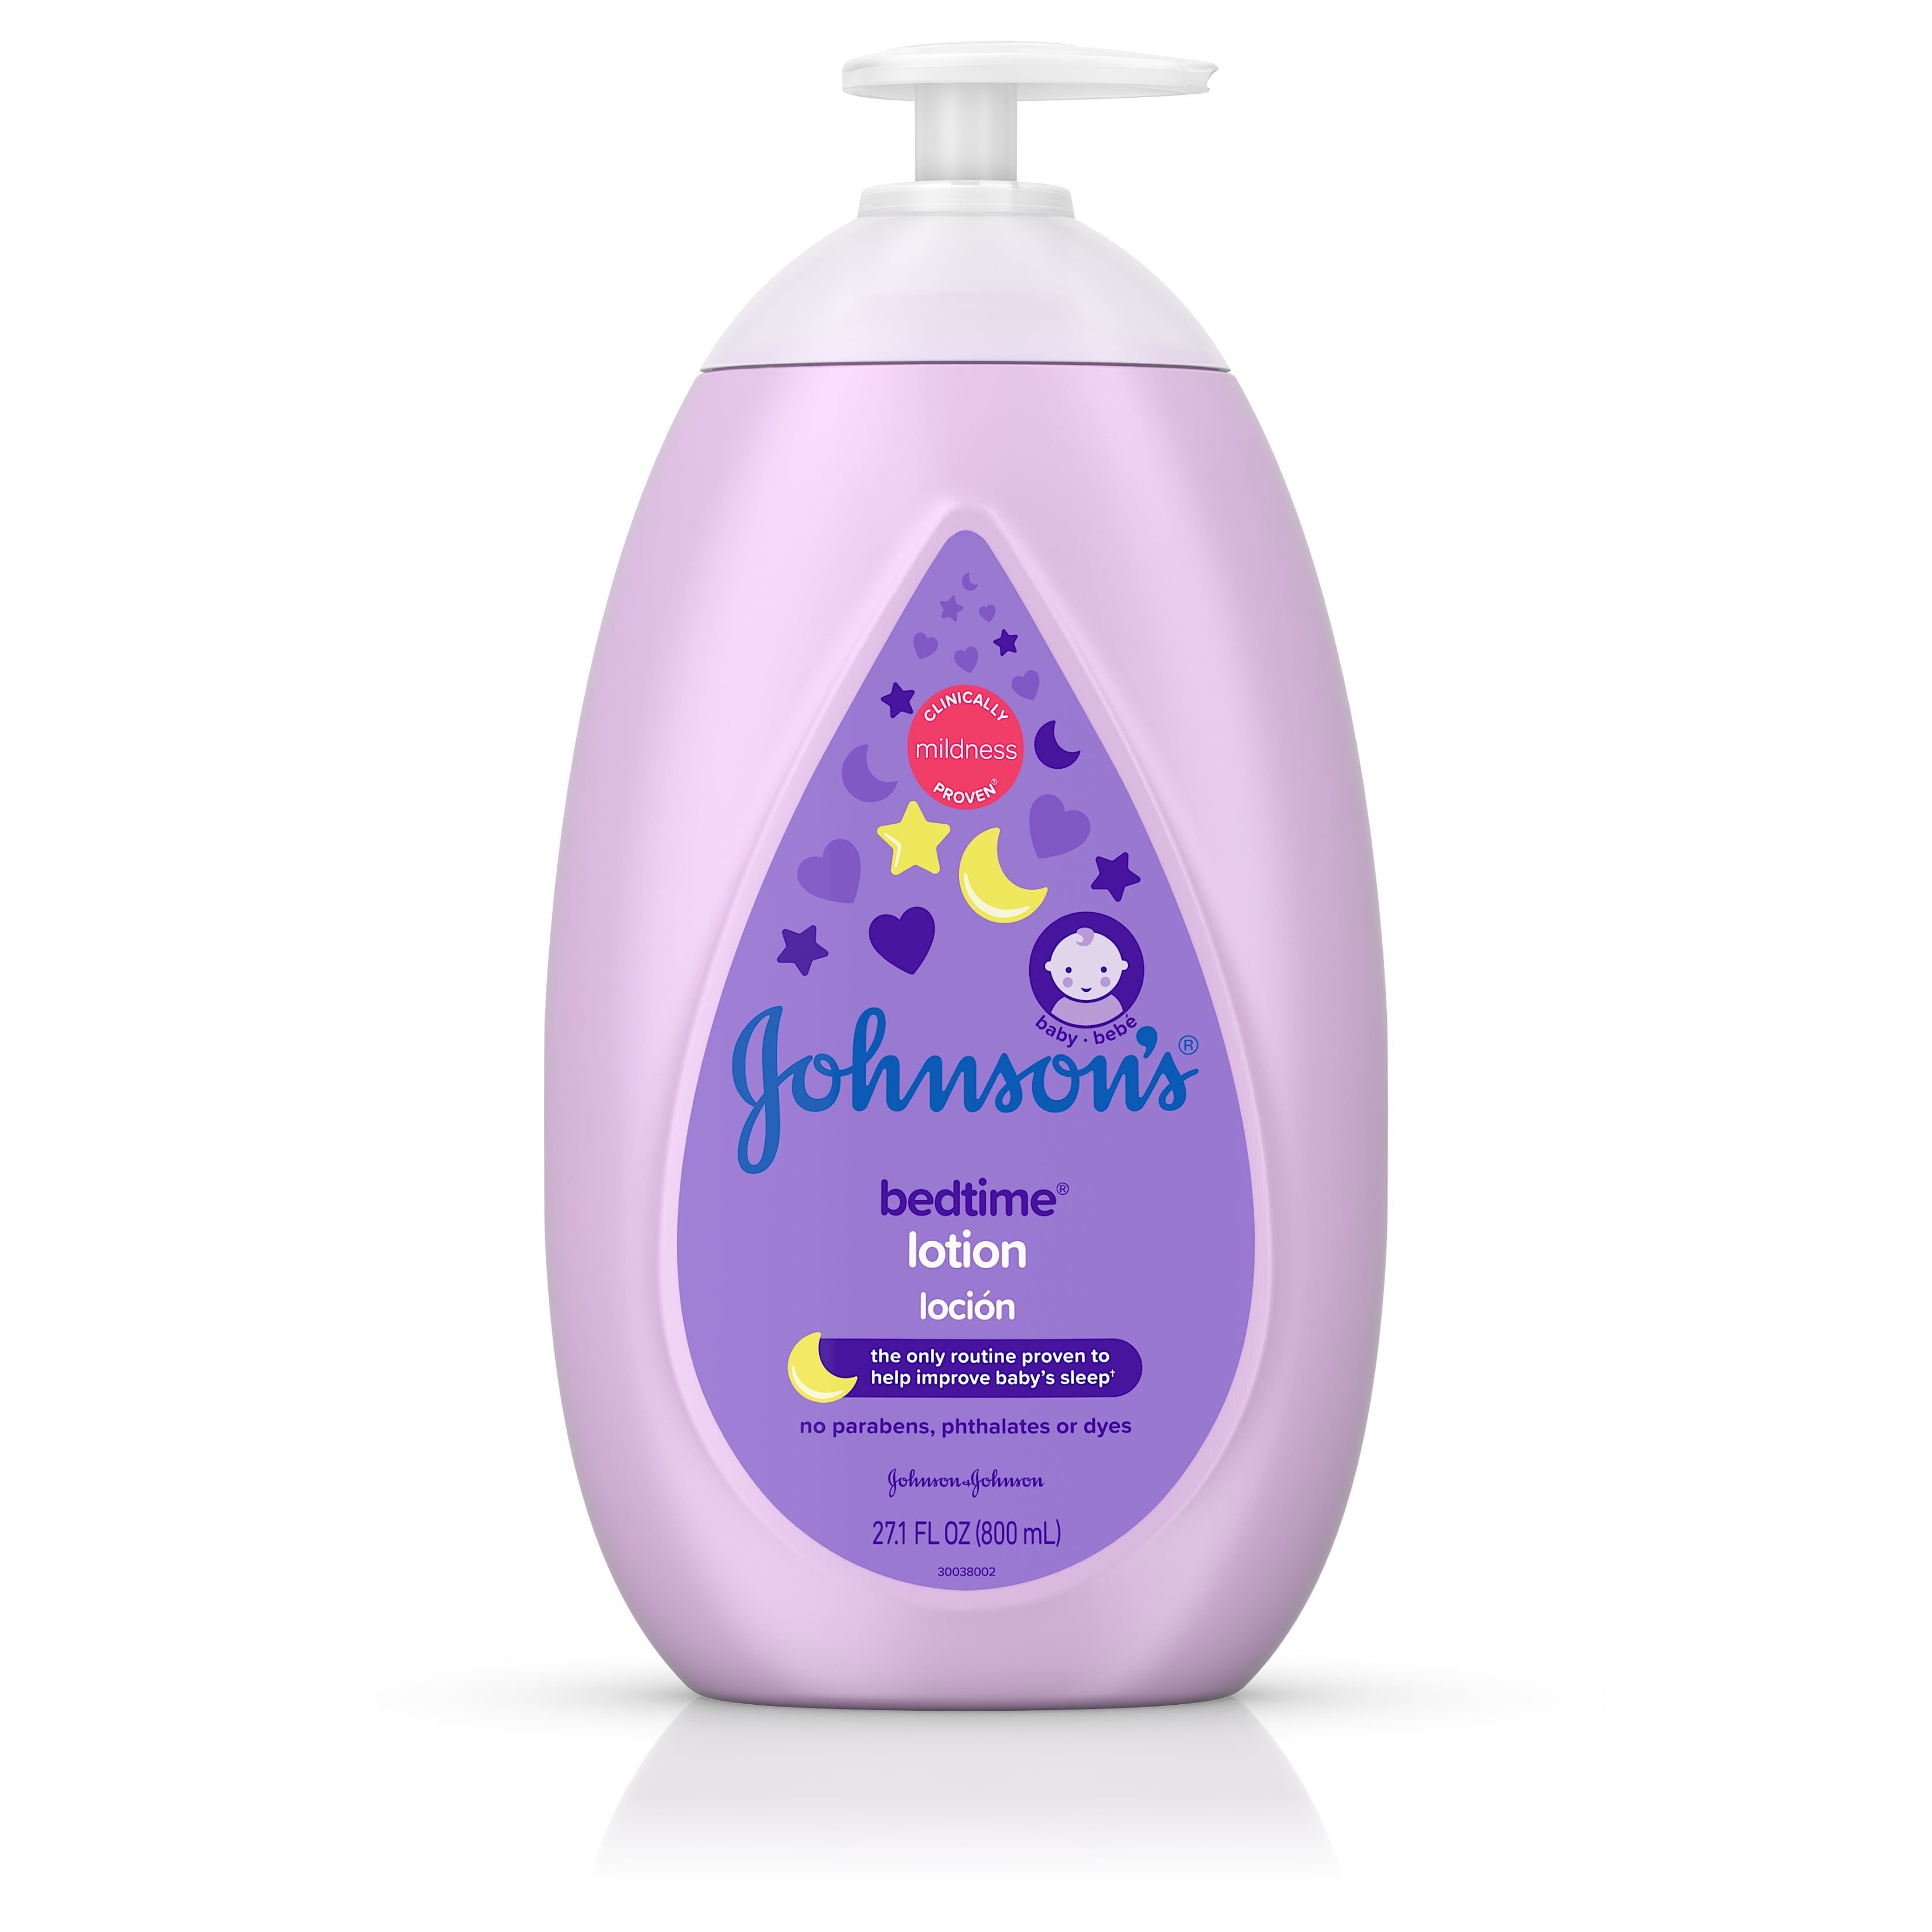 CLINICALLY
mildness
PROVEN®
baby · bebé
Johnson's®
bedtime®
lotion
loción
the only routine proven to
help improve baby's sleep†
no parabens, phthalates or dyes
Johnson & Johnson
27.1 FL OZ (800 mL)
30038002